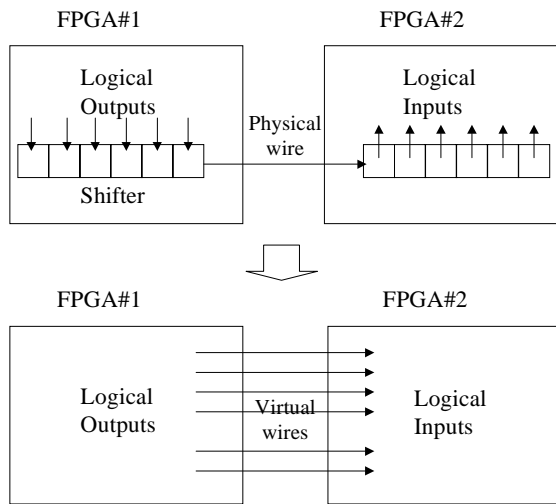 FPGA#1
FPGA#2
Logical
Outputs
Physical
wire
Logical
Inputs
Shifter
FPGA#1
FPGA#2
Logical
Outputs
Virtual
wires
Logical
Inputs